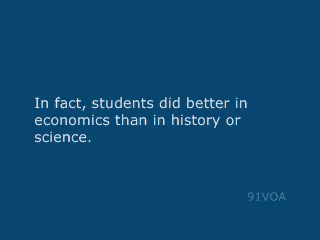 In fact, students did better in
economics than in history or
science.
91VOA